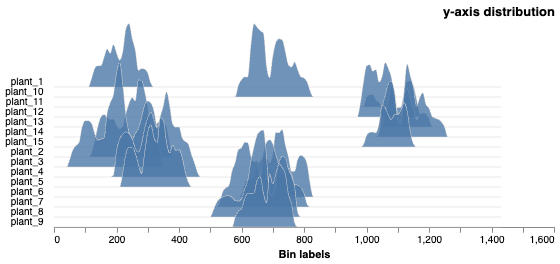 y-axis distribution
plant_1
plant_10
plant_11
plant_12
plant_13
plant_14
plant_15
plant_2
plant_3
plant_4
plant_5
plant_6
plant_7
plant_8
plant_9
0 200 400 600 800 1,000 1,200 1,400 1,600
Bin labels